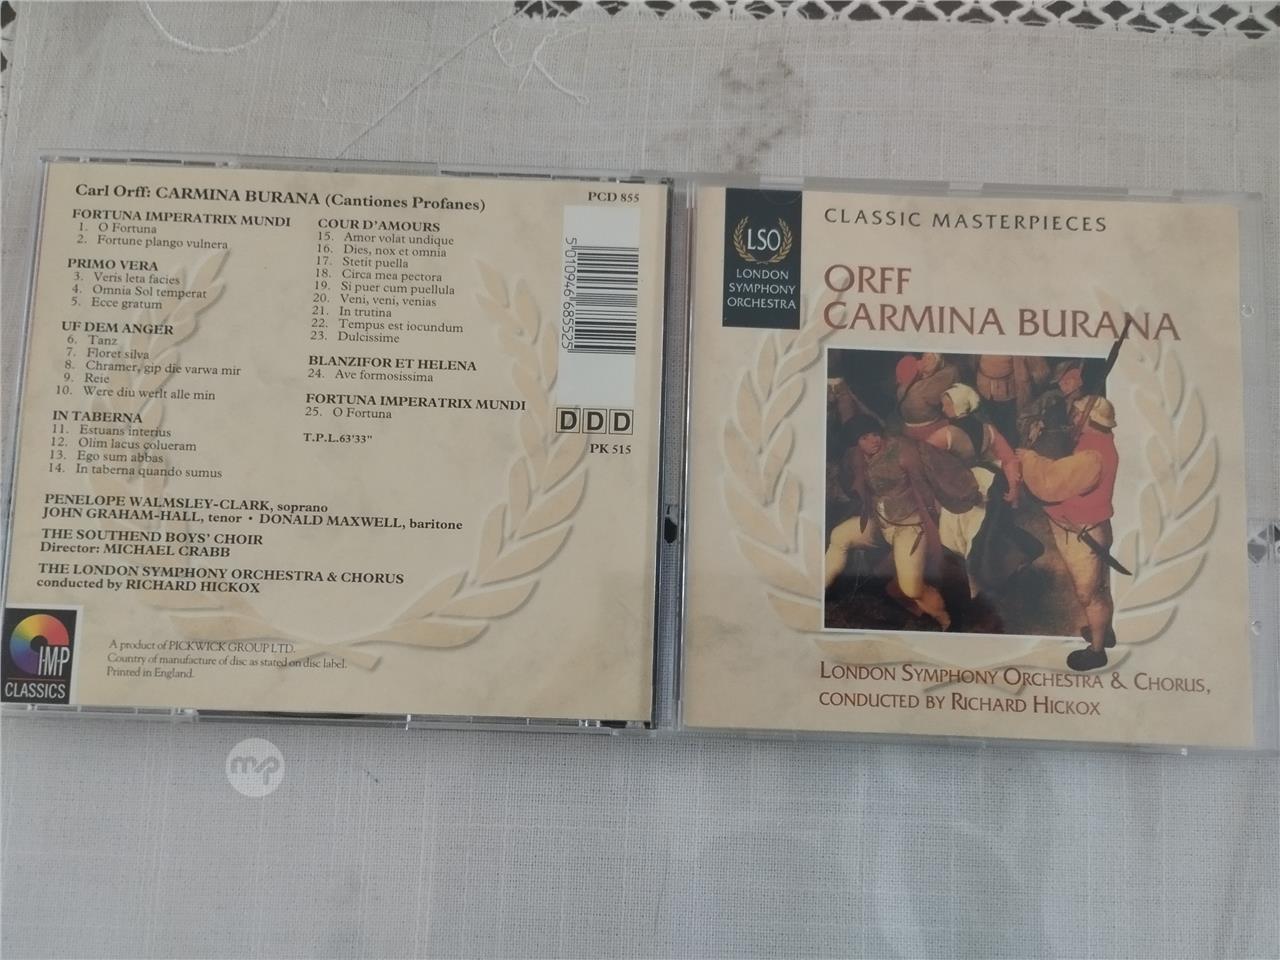 Carl Orff: CARMINA BURANA (Cantiones Profanes)
PCD 855
FORTUNA IMPERATRIX MUNDI
1. O Fortuna
2. Fortune plango vulnera
PRIMO VERA
3. Veris leta facies
4. Omnia Sol temperat
5. Ecce gratum
UF DEM ANGER
6. Tanz
7. Floret silva
8. Chramer, gip die varwa mir
9. Reie
10. Were diu werlt alle min
IN TABERNA
11. Estuans interius
12. Olim lacus colueram
13. Ego sum abbas
14. In taberna quando sumus
COUR D'AMOURS
15. Amor volat undique
16. Dies, nox et omnia
17. Stetit puella
18. Circa mea pectora
19. Si puer cum puellula
20. Veni, veni, venias
21. In trutina
22. Tempus est iocundum
23. Dulcissime
BLANZIFOR ET HELENA
24. Ave formosissima
FORTUNA IMPERATRIX MUNDI
25. O Fortuna
T.P.L.63'33"
5 010946 685525
DDD
PK 515
PENELOPE WALMSLEY-CLARK, soprano
JOHN GRAHAM-HALL, tenor · DONALD MAXWELL, baritone
THE SOUTHEND BOYS' CHOIR
Director: MICHAEL CRABB
THE LONDON SYMPHONY ORCHESTRA & CHORUS
conducted by RICHARD HICKOX
IMP
CLASSICS
A product of PICKWICK GROUP LTD.
Country of manufacture of disc as stated on disc label.
Printed in England.
LSO
LONDON
SYMPHONY
ORCHESTRA
CLASSIC MASTERPIECES
ORFF
CARMINA BURANA
LONDON SYMPHONY ORCHESTRA & CHORUS,
CONDUCTED BY RICHARD HICKOX
mp